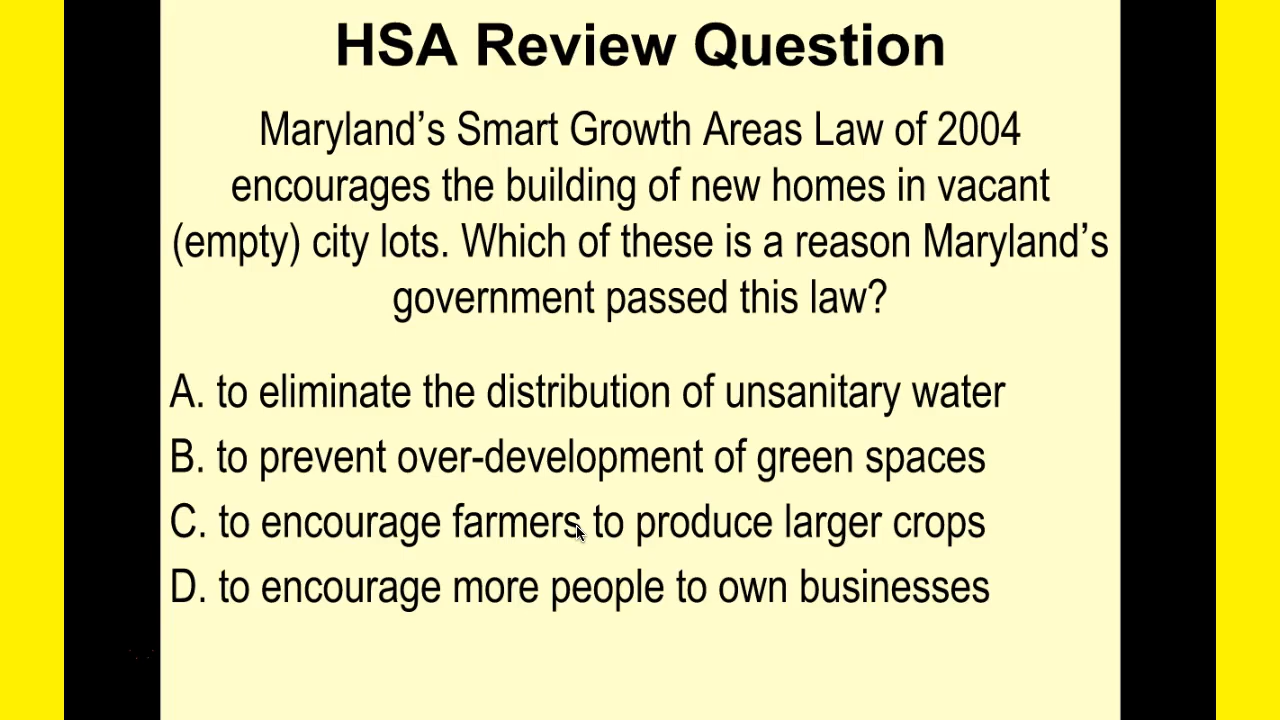 HSA Review Question
Maryland’s Smart Growth Areas Law of 2004
encourages the building of new homes in vacant
(empty) city lots. Which of these is a reason Maryland’s
government passed this law?
A. to eliminate the distribution of unsanitary water
B. to prevent over-development of green spaces
C. to encourage farmers to produce larger crops
D. to encourage more people to own businesses